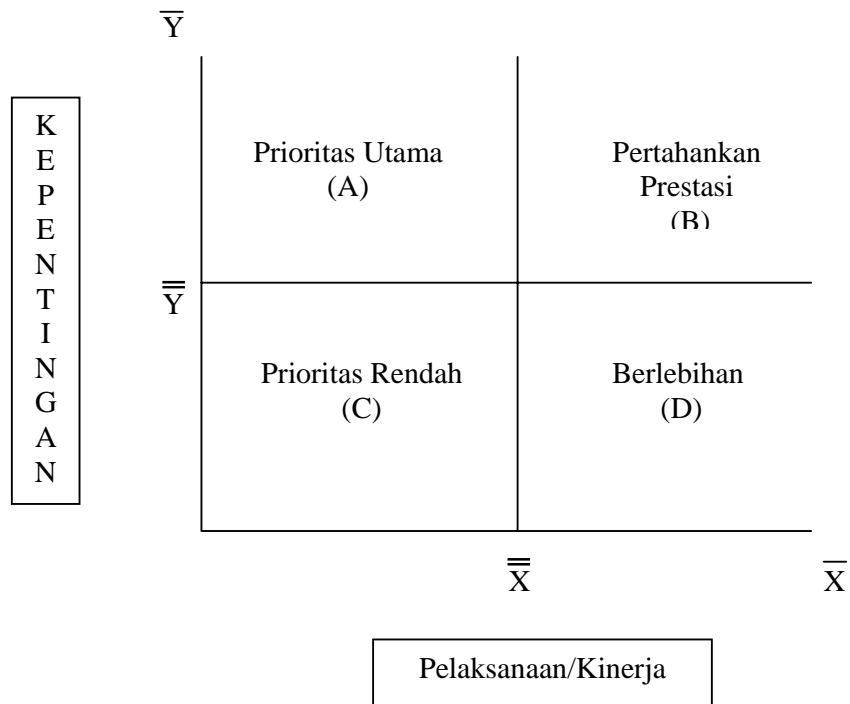 Y̅
K
E
P
E
N
T
I
N
G
A
N
Prioritas Utama
(A)
Pertahankan
Prestasi
(B)
Y̿
Prioritas Rendah
(C)
Berlebihan
(D)
X̿
X̅
Pelaksanaan/Kinerja